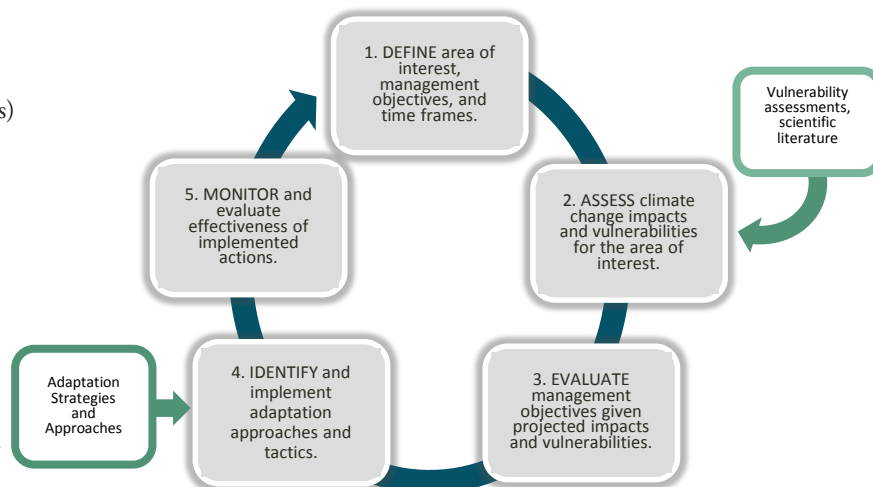 1. DEFINE area of
interest,
management
objectives, and
time frames.
s)
Vulnerability
assessments,
scientific
literature
2. ASSESS climate
change impacts
and vulnerabilities
for the area of
interest.
3. EVALUATE
management
objectives given
projected impacts
and vulnerabilities.
4. IDENTIFY and
implement
adaptation
approaches and
tactics.
Adaptation
Strategies
and
Approaches
5. MONITOR and
evaluate
effectiveness of
implemented
actions.